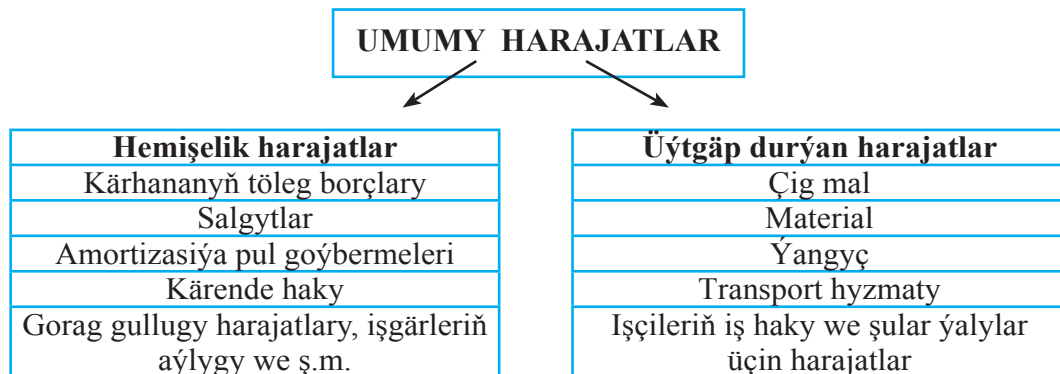 UMUMY HARAJATLAR
Hemişelik harajatlar
Kärhananyň töleg borçlary
Salgytlar
Amortizasiýa pul goýbermeleri
Kärende haky
Gorag gullugy harajatlary, işgärleriň
aýlygy we ş.m.
Üýtgäp durýan harajatlar
Çig mal
Material
Ýangyç
Transport hyzmaty
Işçileriň iş haky we şular ýalylar
üçin harajatlar